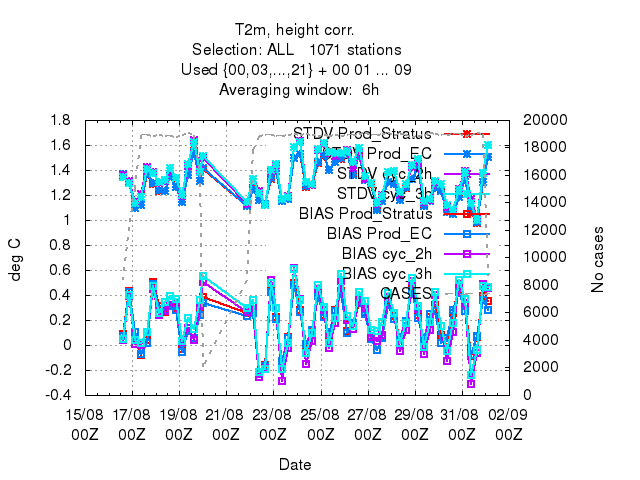 T2m, height corr.
Selection: ALL 1071 stations
Used {00,03,...,21} + 00 01 ... 09
Averaging window: 6h
1.8
1.6
1.4
1.2
1
0.8
0.6
0.4
0.2
0
-0.2
-0.4
deg C
20000
18000
16000
14000
12000
10000
8000
6000
4000
2000
0
No cases
STDV Prod_Stratus
STDV Prod_EC
STDV cyc_2h
STDV cyc_3h
BIAS Prod_Stratus
BIAS Prod_EC
BIAS cyc_2h
BIAS cyc_3h
CASES
15/08 17/08 19/08 21/08 23/08 25/08 27/08 29/08 31/08 02/09
00Z 00Z 00Z 00Z 00Z 00Z 00Z 00Z 00Z 00Z
Date